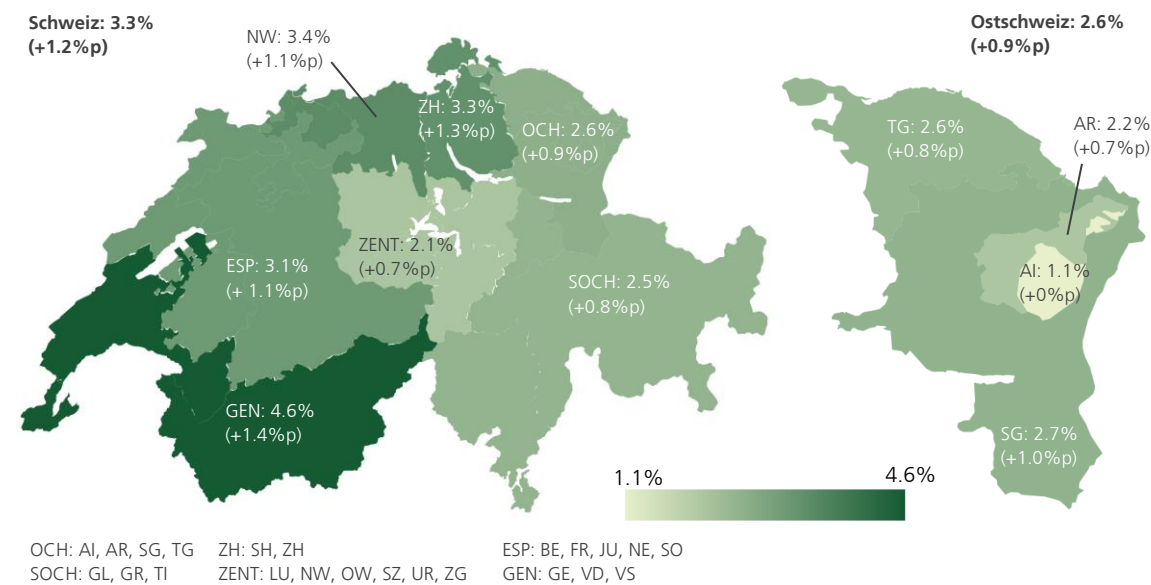 Schweiz: 3.3%
(+1.2%p)
Ostschweiz: 2.6%
(+0.9%p)
NW: 3.4%
(+1.1%p)
ZH: 3.3%
(+1.3%p)
OCH: 2.6%
(+0.9%p)
TG: 2.6%
(+0.8%p)
AR: 2.2%
(+0.7%p)
ZENT: 2.1%
(+0.7%p)
ESP: 3.1%
(+ 1.1%p)
SOCH: 2.5%
(+0.8%p)
AI: 1.1%
(+0%p)
GEN: 4.6%
(+1.4%p)
SG: 2.7%
(+1.0%p)
1.1% 4.6%
OCH: AI, AR, SG, TG ZH: SH, ZH ESP: BE, FR, JU, NE, SO
SOCH: GL, GR, TI ZENT: LU, NW, OW, SZ, UR, ZG GEN: GE, VD, VS